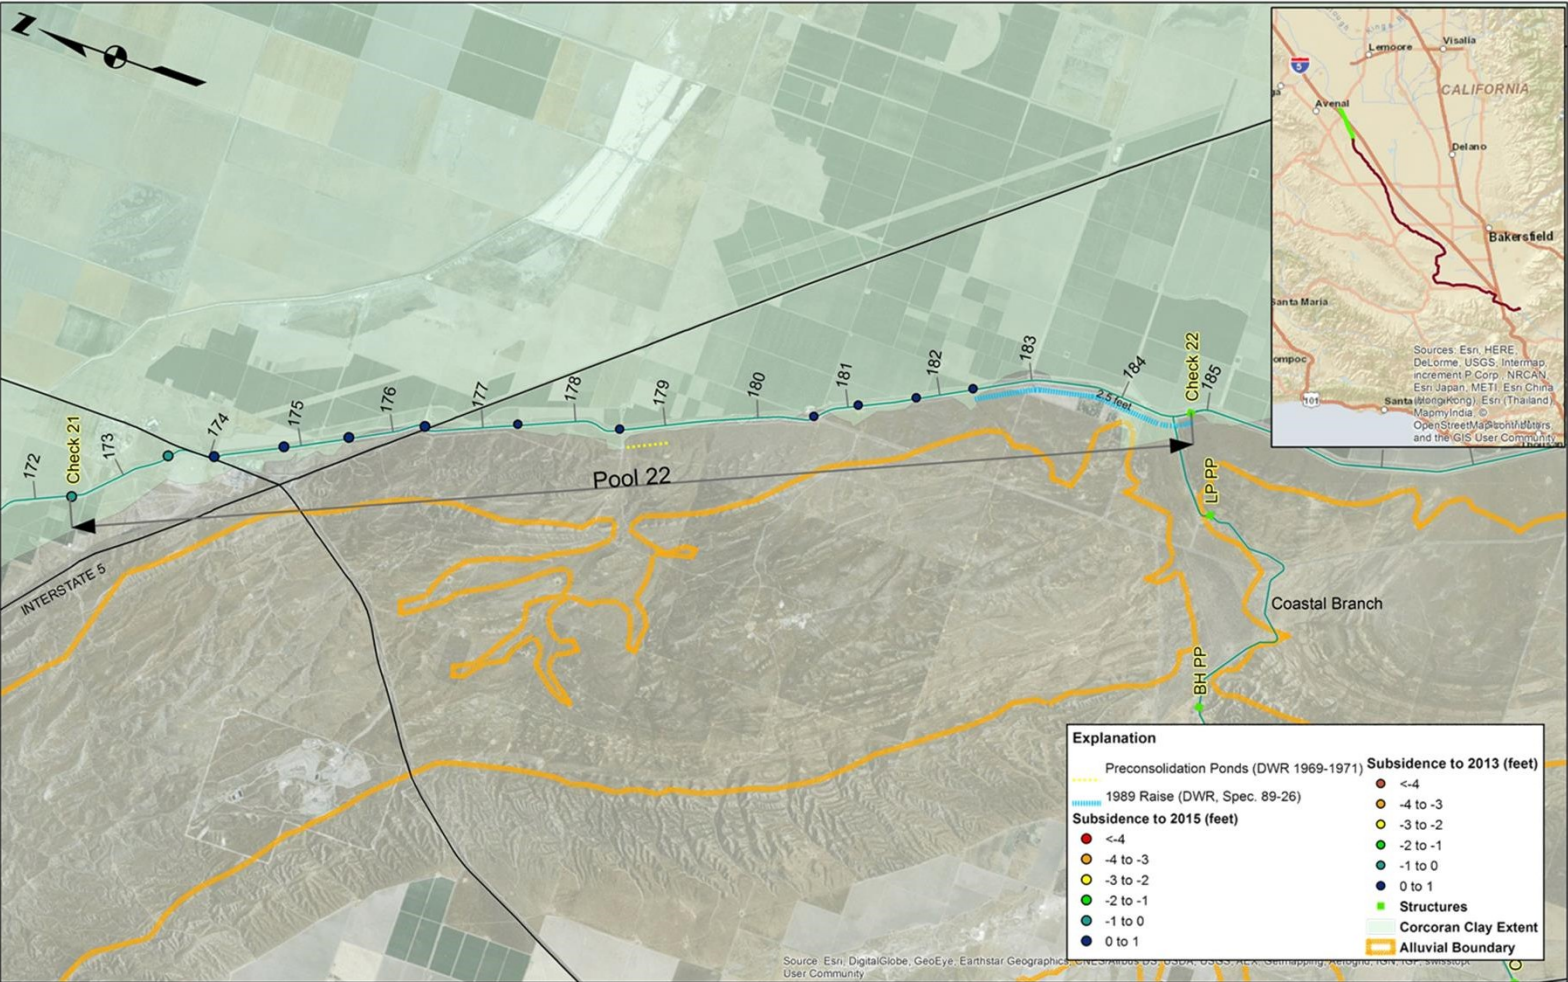 N
172
Check 21
173
174
175
176
177
178
179
180
181
182
183
184
Check 22
185
2.5 feet
Pool 22
INTERSTATE 5
LP PP
Coastal Branch
BH PP
Lemoore
Visalia
5
CALIFORNIA
Avenal
Delano
Bakersfield
Santa Maria
ompoc
101
Santa
Sources: Esri, HERE,
DeLorme, USGS, Intermap,
increment P Corp., NRCAN,
Esri Japan, METI, Esri China
(Hong Kong), Esri (Thailand),
MapmyIndia, ©
OpenStreetMap contributors,
and the GIS User Community
Explanation
Preconsolidation Ponds (DWR 1969-1971)
1989 Raise (DWR, Spec. 89-26)
Subsidence to 2015 (feet)
<-4
-4 to -3
-3 to -2
-2 to -1
-1 to 0
0 to 1
Subsidence to 2013 (feet)
<-4
-4 to -3
-3 to -2
-2 to -1
-1 to 0
0 to 1
Structures
Corcoran Clay Extent
Alluvial Boundary
Source: Esri, DigitalGlobe, GeoEye, Earthstar Geographics, CNES/Airbus DS, USDA, USGS, AEX, Getmapping, Aerogrid, IGN, IGP, swisstopo
User Community